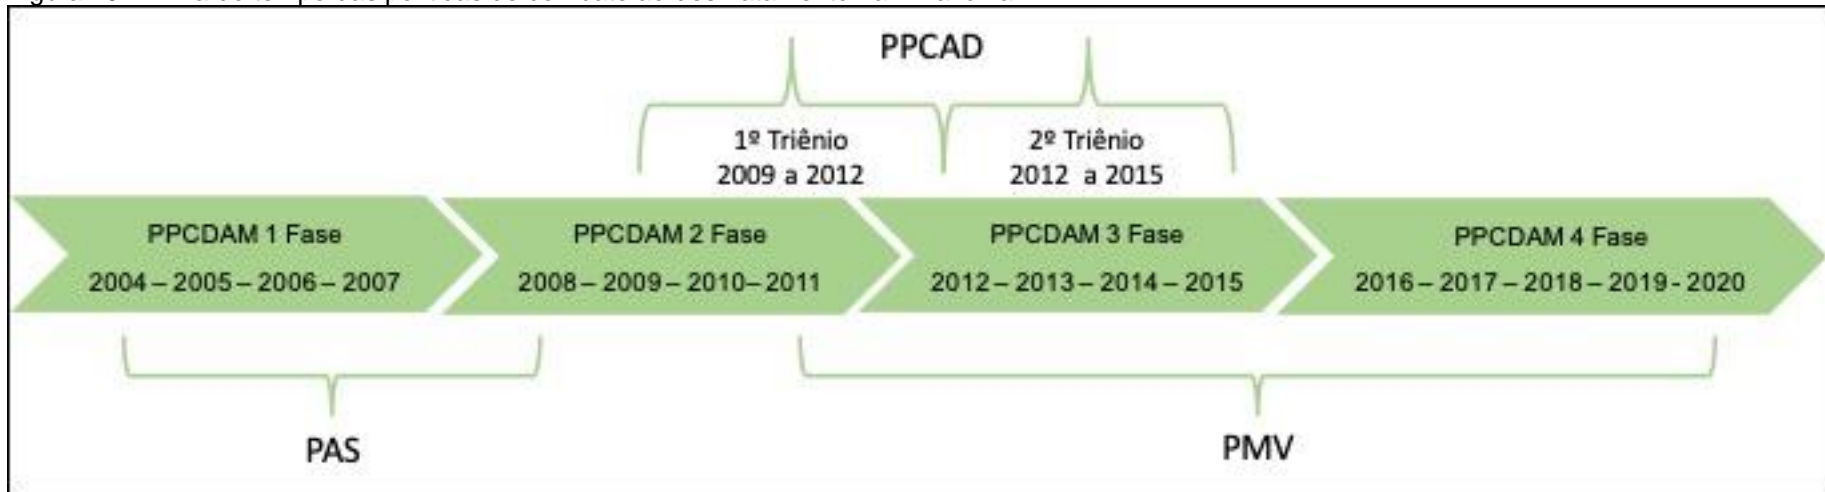 PPCAD
1º Triênio
2009 a 2012
2º Triênio
2012 a 2015
PPCDAM 1 Fase
2004 – 2005 – 2006 – 2007
PPCDAM 2 Fase
2008 – 2009 – 2010– 2011
PPCDAM 3 Fase
2012 – 2013 – 2014 – 2015
PPCDAM 4 Fase
2016 – 2017 – 2018 – 2019 - 2020
PAS
PMV